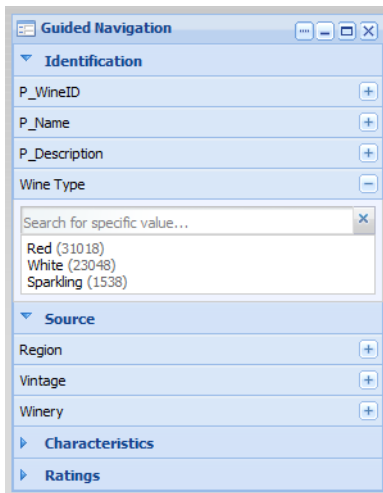 Guided Navigation
Identification
P_WineID
P_Name
P_Description
Wine Type
Search for specific value...
Red (31018)
White (23048)
Sparkling (1538)
Source
Region
Vintage
Winery
Characteristics
Ratings